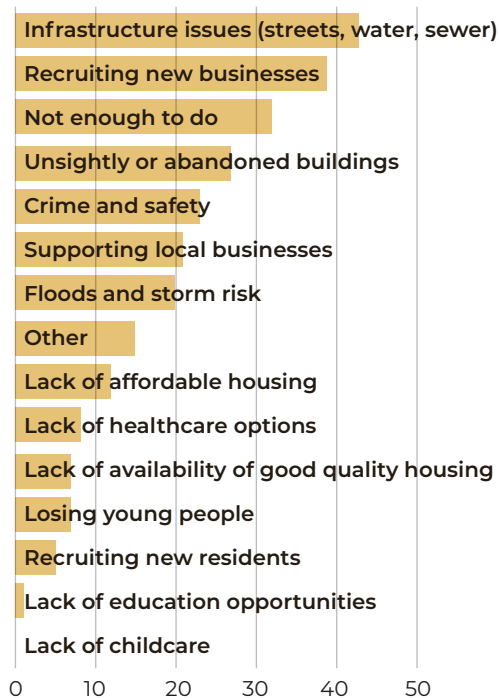 Infrastructure issues (streets, water, sewer)
Recruiting new businesses
Not enough to do
Unsightly or abandoned buildings
Crime and safety
Supporting local businesses
Floods and storm risk
Other
Lack of affordable housing
Lack of healthcare options
Lack of availability of good quality housing
Losing young people
Recruiting new residents
Lack of education opportunities
Lack of childcare
0 10 20 30 40 50